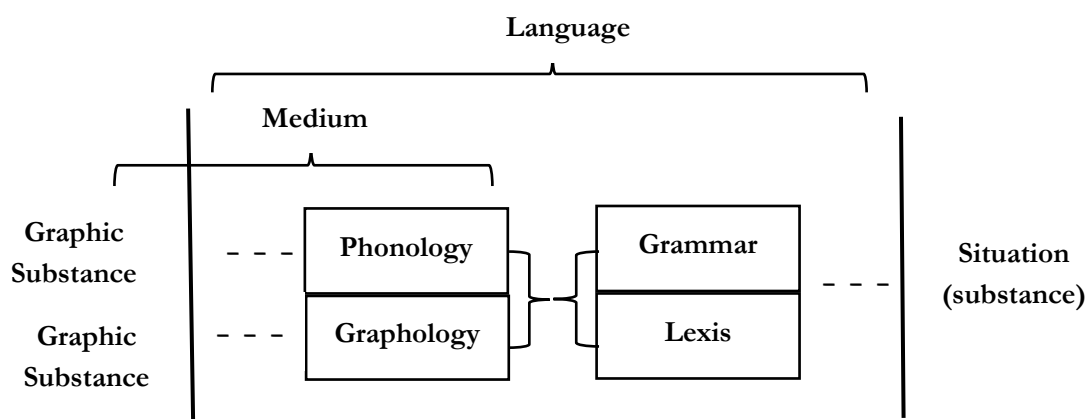 Language
Medium
Graphic
Substance
Phonology
Grammar
Situation
(substance)
Graphic
Substance
Graphology
Lexis